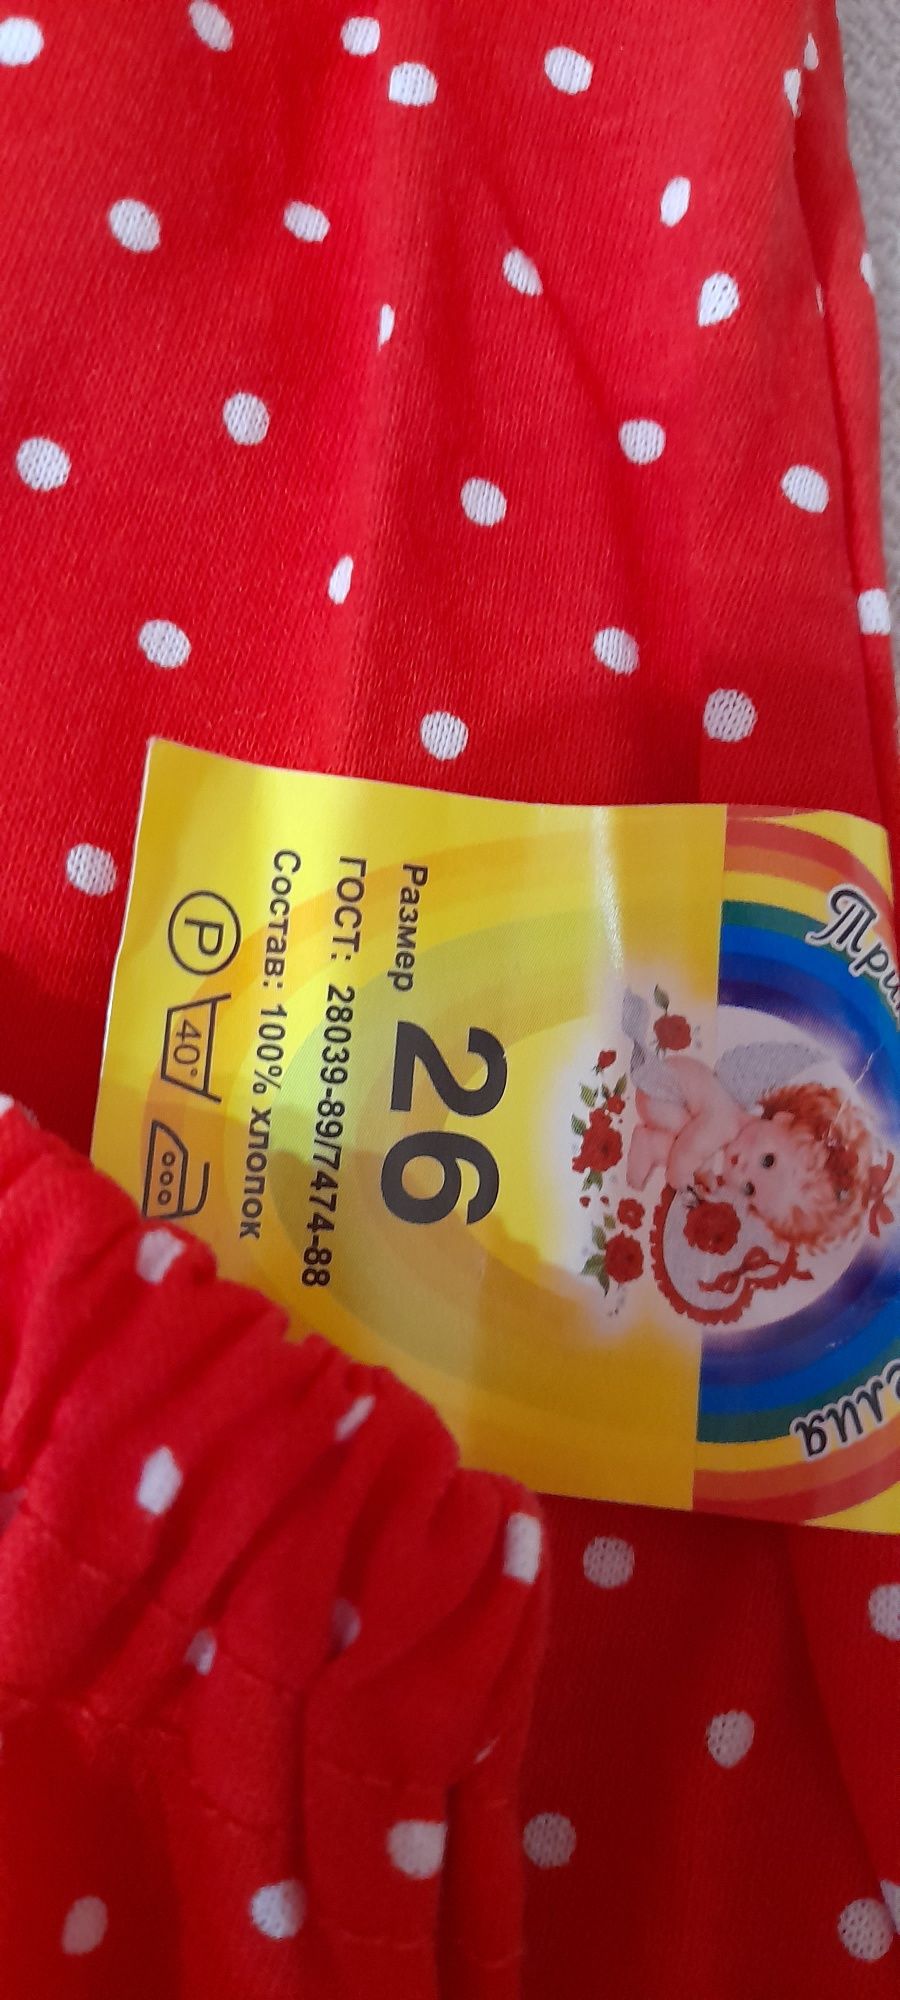 Размер 26
ГОСТ: 28039-89/7474-88
Состав: 100% хлопок
P 40°